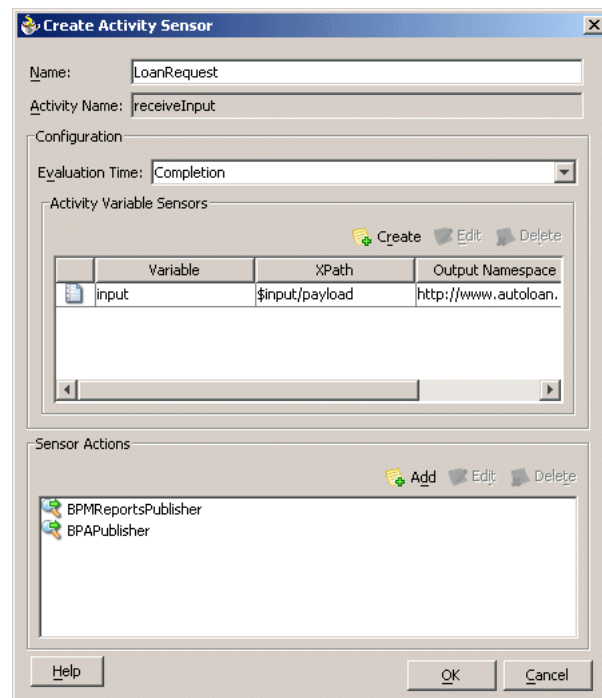 Create Activity Sensor
Name: LoanRequest
Activity Name: receiveInput
Configuration
Evaluation Time: Completion
Activity Variable Sensors
Create Edit Delete
Variable XPath Output Namespace
input $input/payload http://www.autoloan.
Sensor Actions
Add Edit Delete
BPMReportsPublisher
BPAPublisher
Help OK Cancel